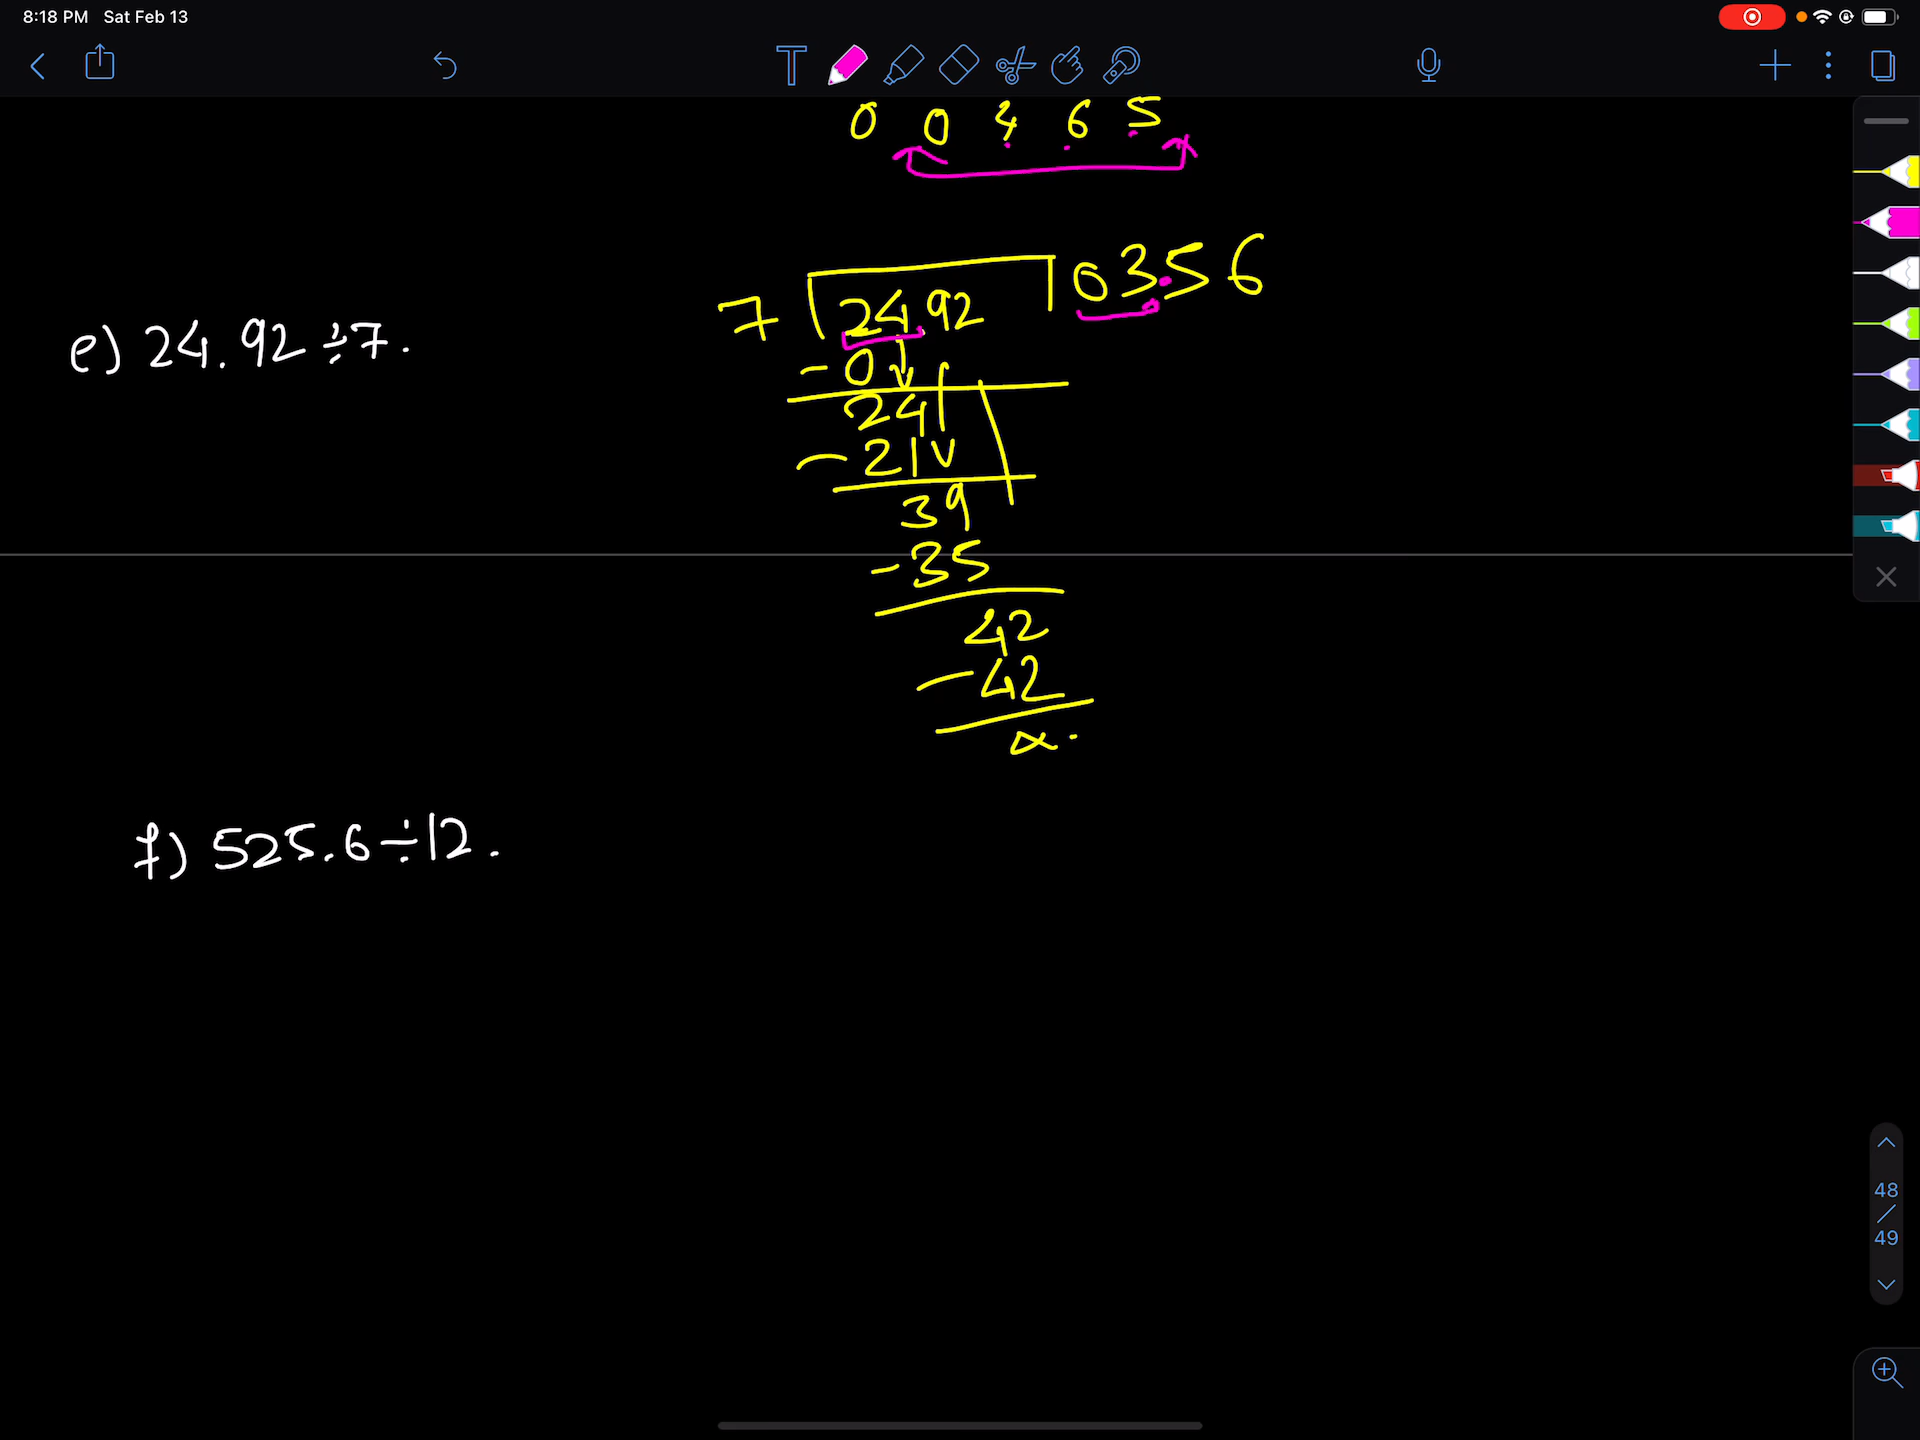 8:18 PM Sat Feb 13
0 0 4 6 5
7 24.92 03.56
e) 24.92 ÷ 7.
- 0
24
- 21
39
- 35
42
- 42
f) 525.6 ÷ 12.
48
/
49